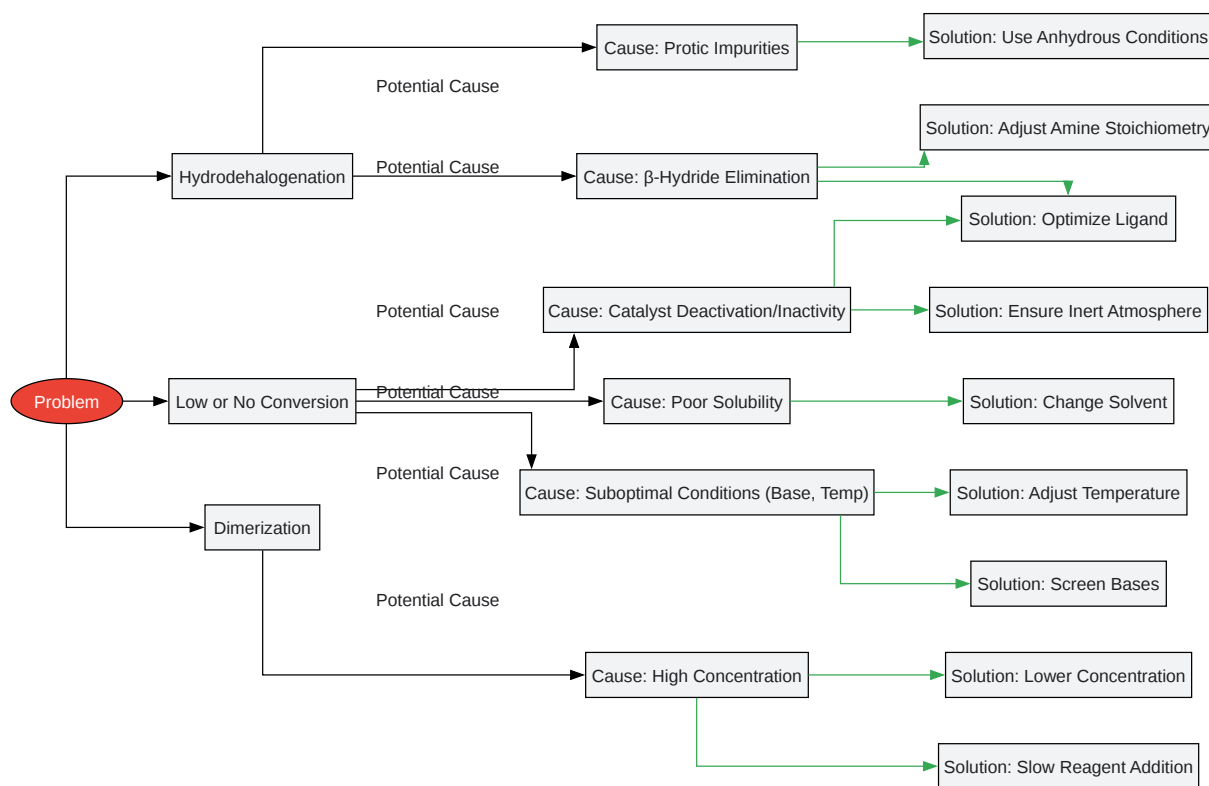 Cause: Protic Impurities
Solution: Use Anhydrous Conditions
Potential Cause
Solution: Adjust Amine Stoichiometry
Hydrodehalogenation
Potential Cause
Cause: β-Hydride Elimination
Solution: Optimize Ligand
Potential Cause
Cause: Catalyst Deactivation/Inactivity
Solution: Ensure Inert Atmosphere
Problem
Low or No Conversion
Potential Cause
Cause: Poor Solubility
Solution: Change Solvent
Potential Cause
Cause: Suboptimal Conditions (Base, Temp)
Solution: Adjust Temperature
Dimerization
Solution: Screen Bases
Potential Cause
Cause: High Concentration
Solution: Lower Concentration
Solution: Slow Reagent Addition